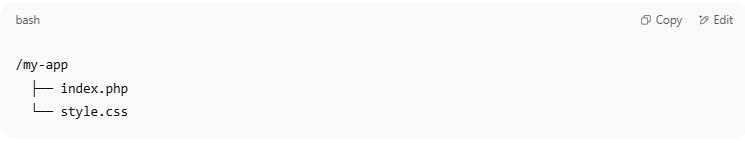 bash Copy Edit
/my-app
├── index.php
└── style.css